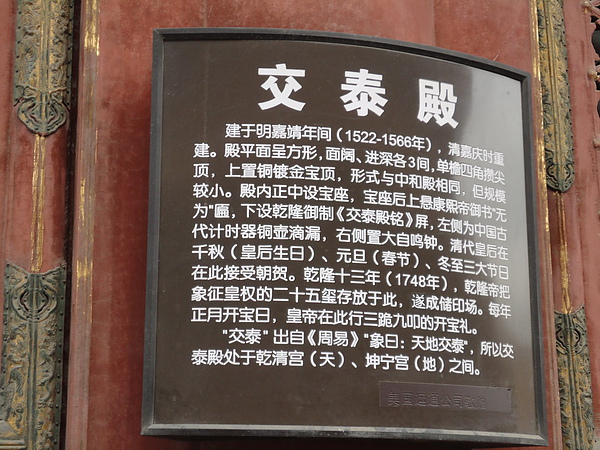 交泰殿
建于明嘉靖年间（1522-1566年），清嘉庆时重
建。殿平面呈方形，面阔、进深各3间，单檐四角攒尖
顶，上置铜镀金宝顶，形式与中和殿相同，但规模
较小。殿内正中设宝座，宝座后上悬康熙帝御书"无
为"匾，下设乾隆御制《交泰殿铭》屏，左侧为中国古
代计时器铜壶滴漏，右侧置大自鸣钟。清代皇后在
千秋（皇后生日）、元旦（春节）、冬至三大节日
在此接受朝贺。乾隆十三年（1748年），乾隆帝把
象征皇权的二十五玺存放于此，遂成储印场。每年
正月开宝日，皇帝在此行三跪九叩的开宝礼。
"交泰"出自《周易》"象曰：天地交泰"，所以交
泰殿处于乾清宫（天）、坤宁宫（地）之间。
美国运通公司